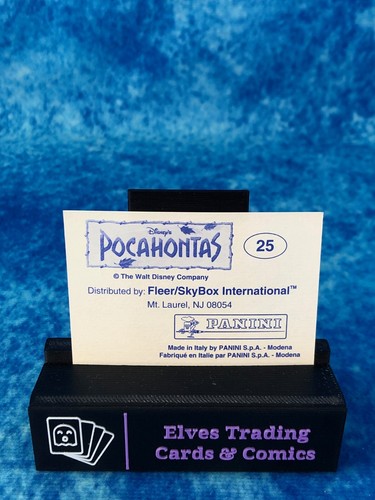 Disney's
POCAHONTAS
25
© The Walt Disney Company
Distributed by: Fleer/SkyBox International™
Mt. Laurel, NJ 08054
PANINI
Made in Italy by PANINI S.p.A. - Modena
Fabriqué en Italie par PANINI S.p.A. - Modena
Elves Trading
Cards & Comics